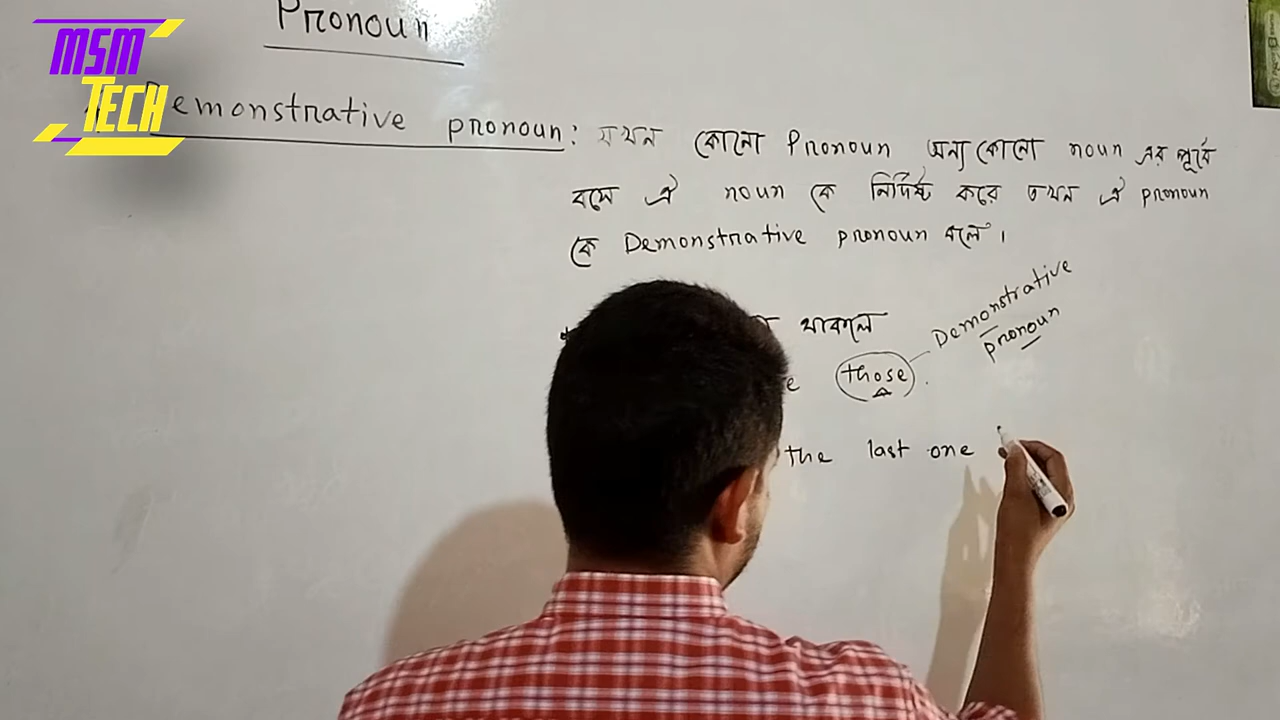 Pronoun
MSM
TECH
Demonstrative pronoun: যখন কোনো Pronoun অন্য কোনো noun এর পূর্বে
বসে ঐ noun কে নির্দিষ্ট করে তখন ঐ pronoun
কে Demonstrative pronoun বলে।
থাকলে
those.
Demonstrative
pronoun
the last one